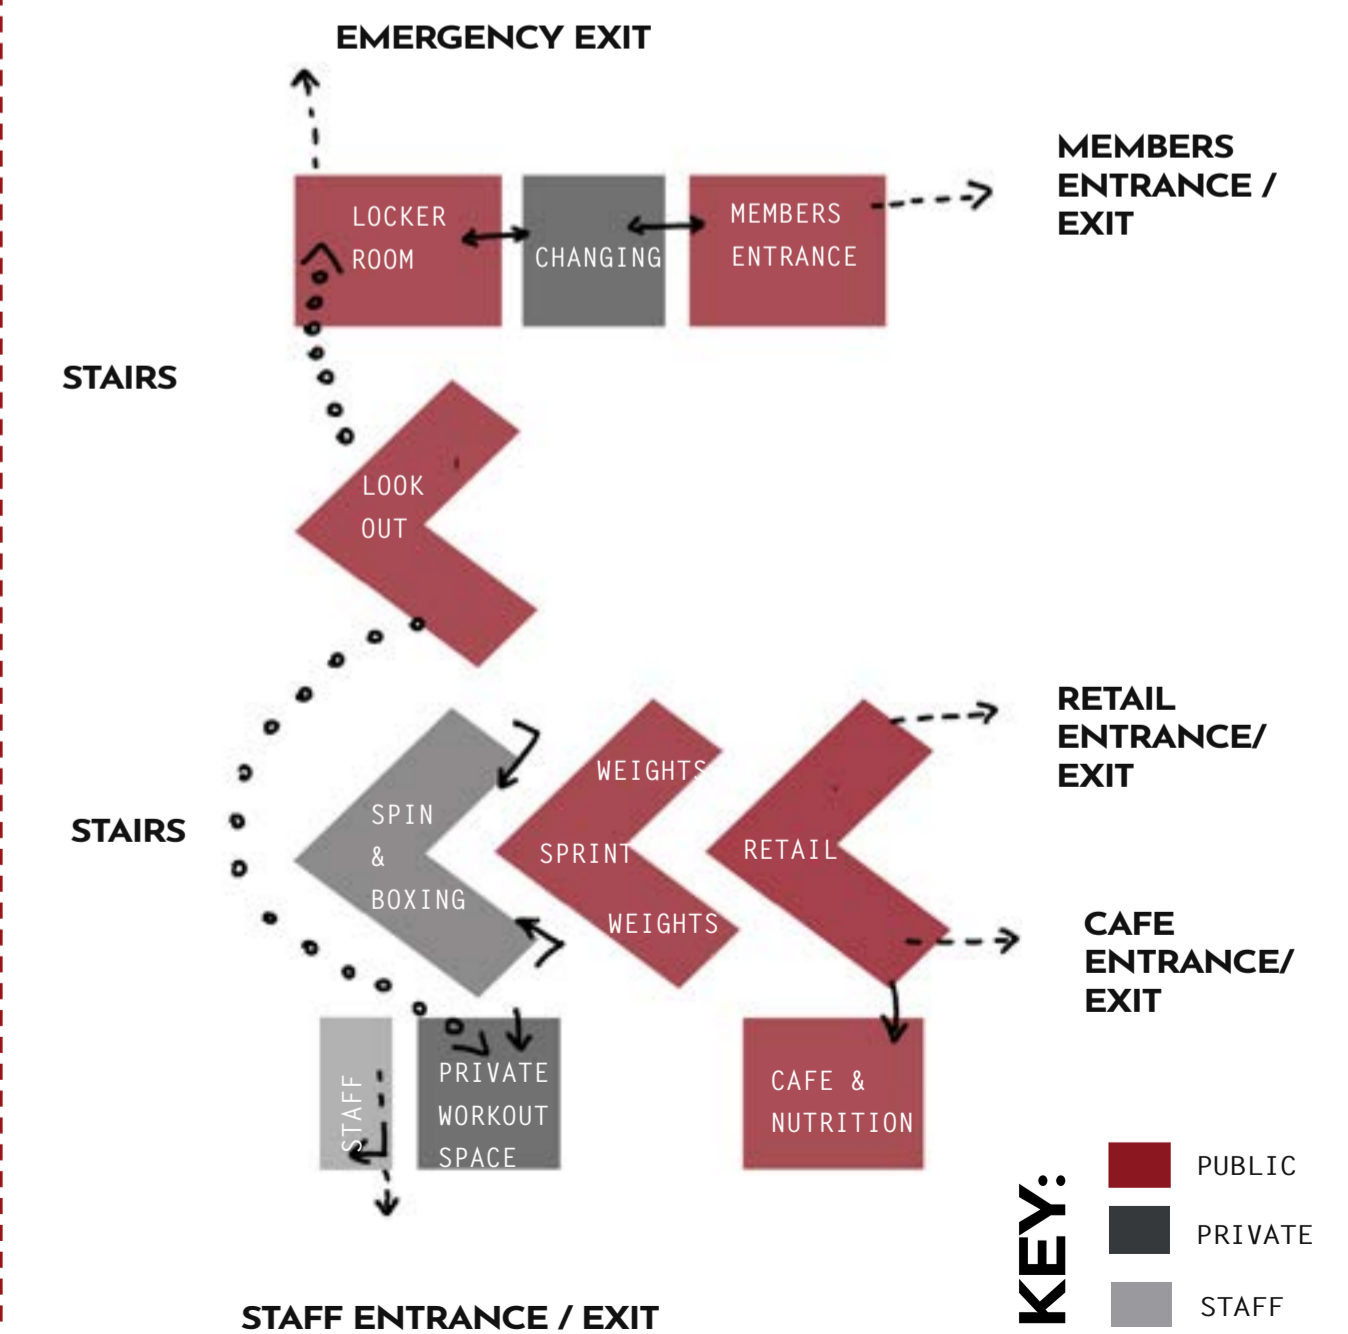 EMERGENCY EXIT
MEMBERS
ENTRANCE /
EXIT
LOCKER
ROOM
CHANGING
MEMBERS
ENTRANCE
STAIRS
LOOK
OUT
RETAIL
ENTRANCE/
EXIT
WEIGHTS
SPIN
&
BOXING
SPRINT
RETAIL
WEIGHTS
STAIRS
CAFE
ENTRANCE/
EXIT
STAFF
PRIVATE
WORKOUT
SPACE
CAFE &
NUTRITION
KEY:
PUBLIC
PRIVATE
STAFF
STAFF ENTRANCE / EXIT